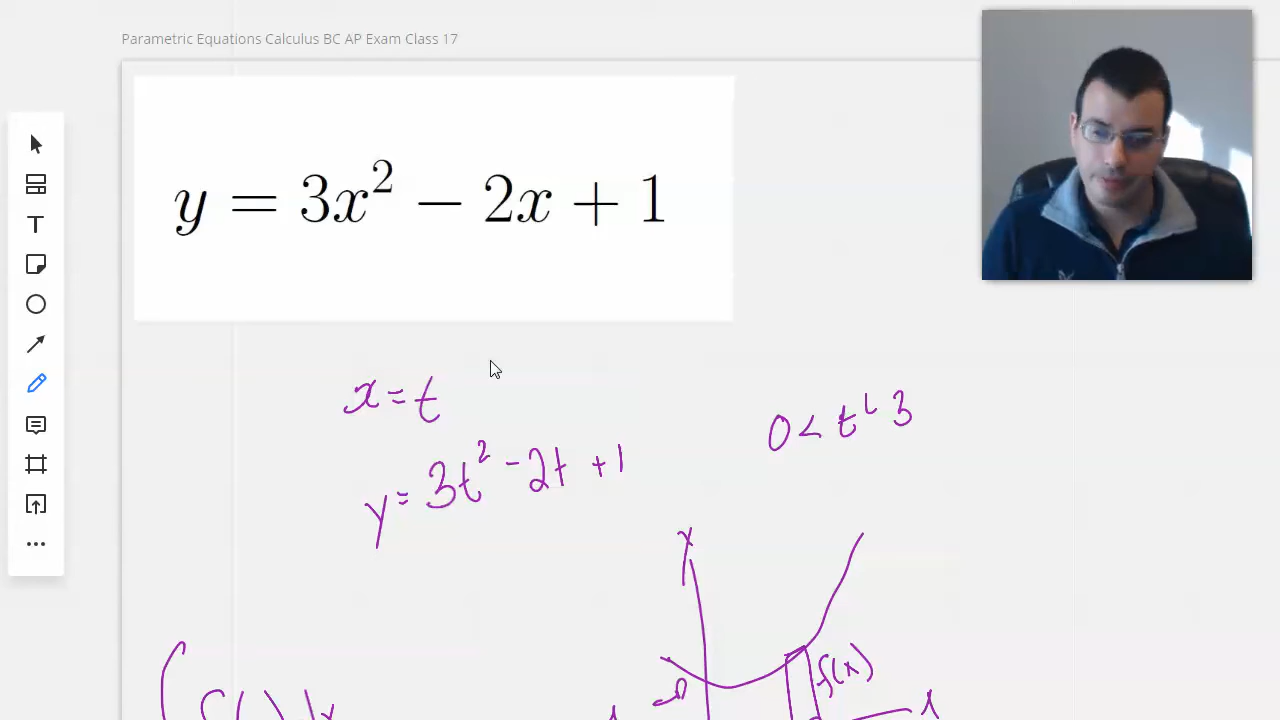 Parametric Equations Calculus BC AP Exam Class 17
T
y = 3x² − 2x + 1
x = t
0 < t < 3
y = 3t² - 2t + 1
f(x)